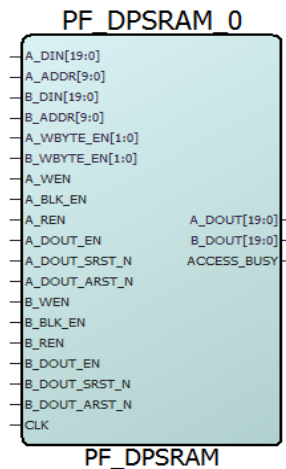 PF_DPSRAM_0
A_DIN[19:0]
A_ADDR[9:0]
B_DIN[19:0]
B_ADDR[9:0]
A_WBYTE_EN[1:0]
B_WBYTE_EN[1:0]
A_WEN
A_BLK_EN
A_REN A_DOUT[19:0]
A_DOUT_EN B_DOUT[19:0]
A_DOUT_SRST_N ACCESS_BUSY
A_DOUT_ARST_N
B_WEN
B_BLK_EN
B_REN
B_DOUT_EN
B_DOUT_SRST_N
B_DOUT_ARST_N
CLK
PF_DPSRAM